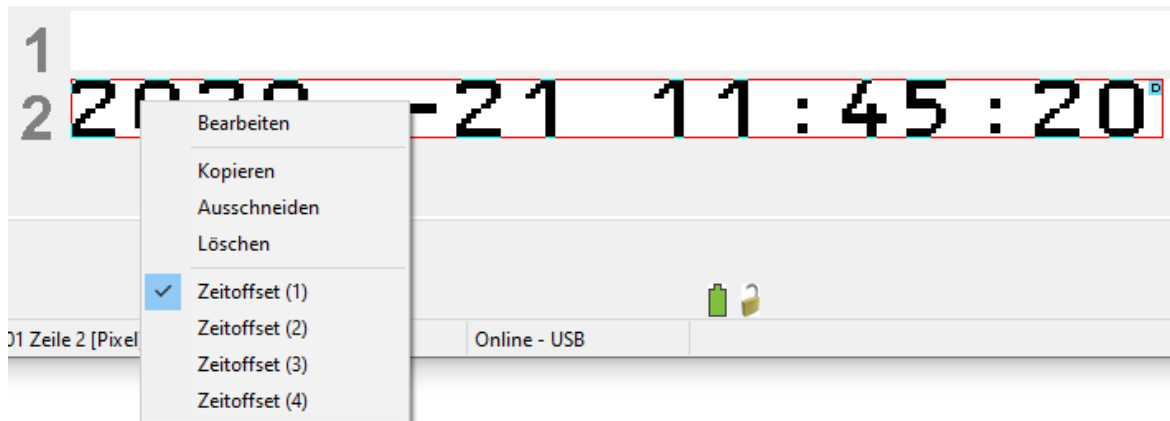 1
2
-21 11:45:20 D
Bearbeiten
Kopieren
Ausschneiden
Löschen
Zeitoffset (1)
Zeitoffset (2)
Zeitoffset (3)
Zeitoffset (4)
01 Zeile 2 [Pixel
Online - USB